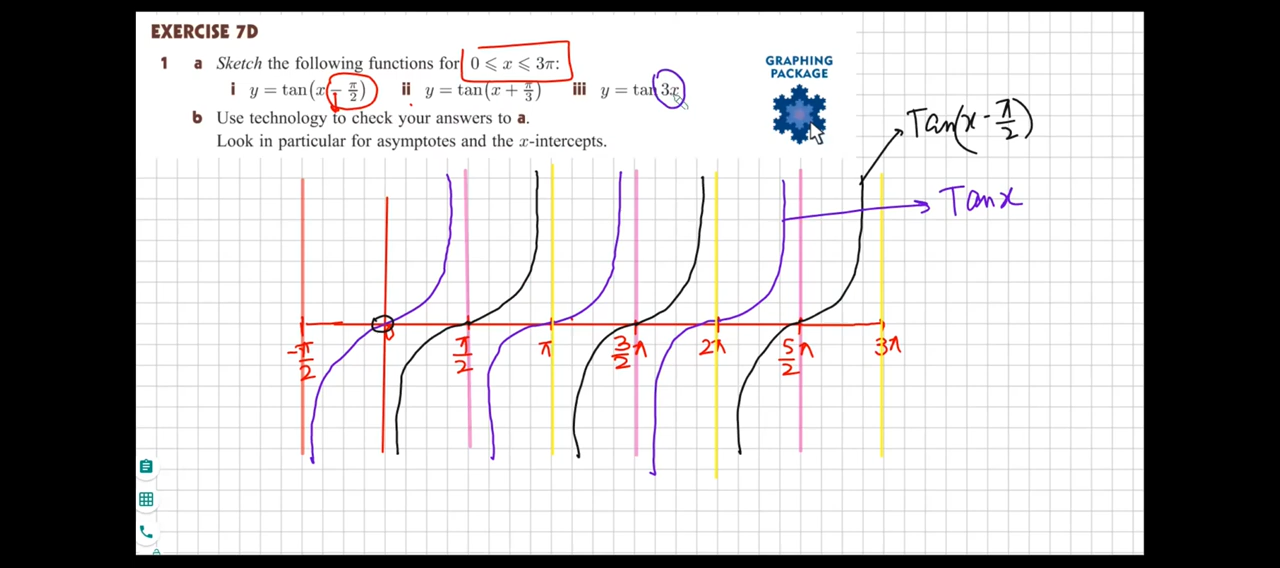 EXERCISE 7D
1 a Sketch the following functions for 0 ⩽ x ⩽ 3π:
i y = tan(x − π/2) ii y = tan(x + π/3) iii y = tan 3x
b Use technology to check your answers to a.
Look in particular for asymptotes and the x-intercepts.
GRAPHING
PACKAGE
Tan(x - π/2)
Tanx
-π/2 0 π/2 π 3/2 π 2π 5/2 π 3π